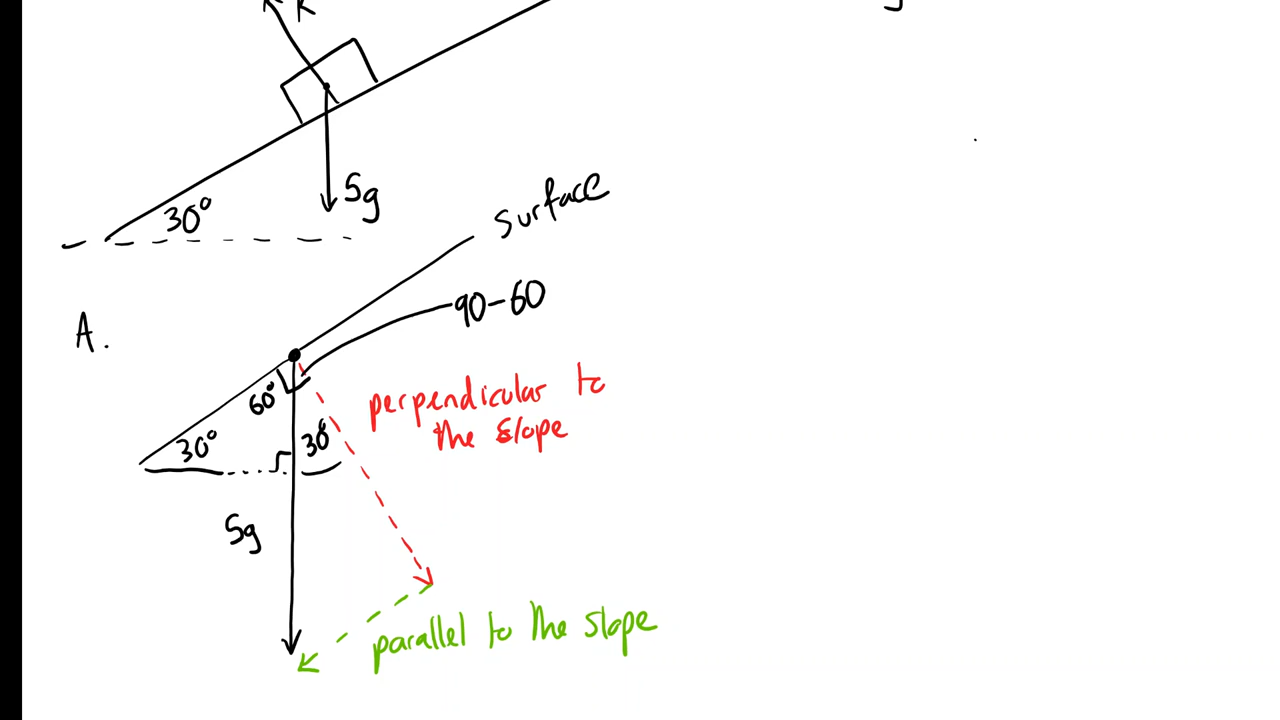 R
5g
30°
surface
90-60
A.
60°
perpendicular to
the slope
30°
30°
5g
parallel to the slope